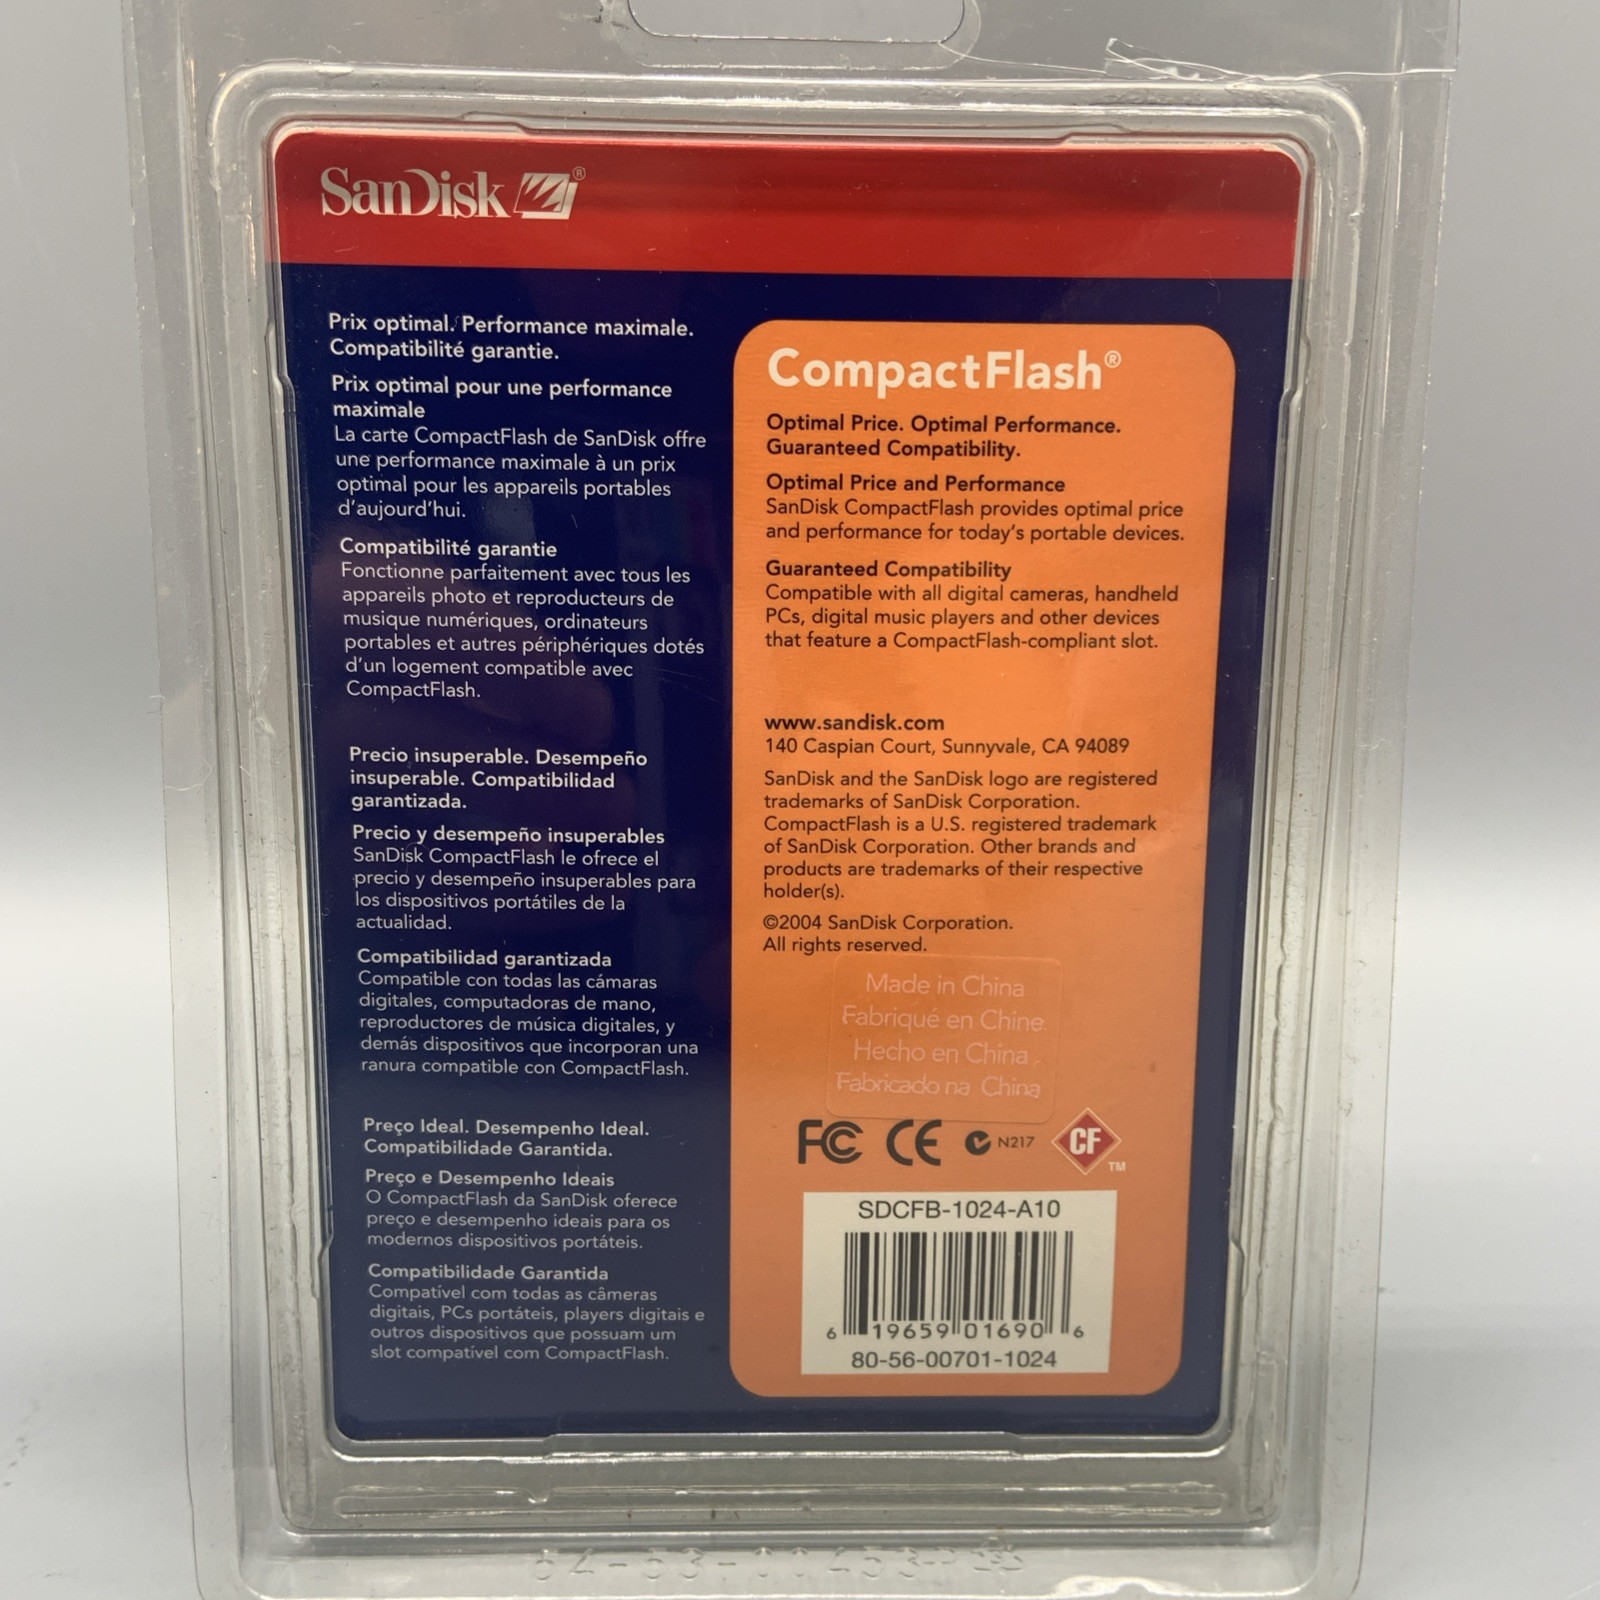 SanDisk®
Prix optimal. Performance maximale.
Compatibilité garantie.
Prix optimal pour une performance
maximale
La carte CompactFlash de SanDisk offre
une performance maximale à un prix
optimal pour les appareils portables
d'aujourd'hui.
Compatibilité garantie
Fonctionne parfaitement avec tous les
appareils photo et reproducteurs de
musique numériques, ordinateurs
portables et autres périphériques dotés
d'un logement compatible avec
CompactFlash.
Precio insuperable. Desempeño
insuperable. Compatibilidad
garantizada.
Precio y desempeño insuperables
SanDisk CompactFlash le ofrece el
precio y desempeño insuperables para
los dispositivos portátiles de la
actualidad.
Compatibilidad garantizada
Compatible con todas las cámaras
digitales, computadoras de mano,
reproductores de música digitales, y
demás dispositivos que incorporan una
ranura compatible con CompactFlash.
Preço Ideal. Desempenho Ideal.
Compatibilidade Garantida.
Preço e Desempenho Ideais
O CompactFlash da SanDisk oferece
preço e desempenho ideais para os
modernos dispositivos portáteis.
Compatibilidade Garantida
Compatível com todas as câmeras
digitais, PCs portáteis, players digitais e
outros dispositivos que possuam um
slot compatível com CompactFlash.
CompactFlash®
Optimal Price. Optimal Performance.
Guaranteed Compatibility.
Optimal Price and Performance
SanDisk CompactFlash provides optimal price
and performance for today's portable devices.
Guaranteed Compatibility
Compatible with all digital cameras, handheld
PCs, digital music players and other devices
that feature a CompactFlash-compliant slot.
www.sandisk.com
140 Caspian Court, Sunnyvale, CA 94089
SanDisk and the SanDisk logo are registered
trademarks of SanDisk Corporation.
CompactFlash is a U.S. registered trademark
of SanDisk Corporation. Other brands and
products are trademarks of their respective
holder(s).
©2004 SanDisk Corporation.
All rights reserved.
Made in China
Fabriqué en Chine
Hecho en China
Fabricado na China
FC CE N217 CF™
SDCFB-1024-A10
6 19659 01690 6
80-56-00701-1024